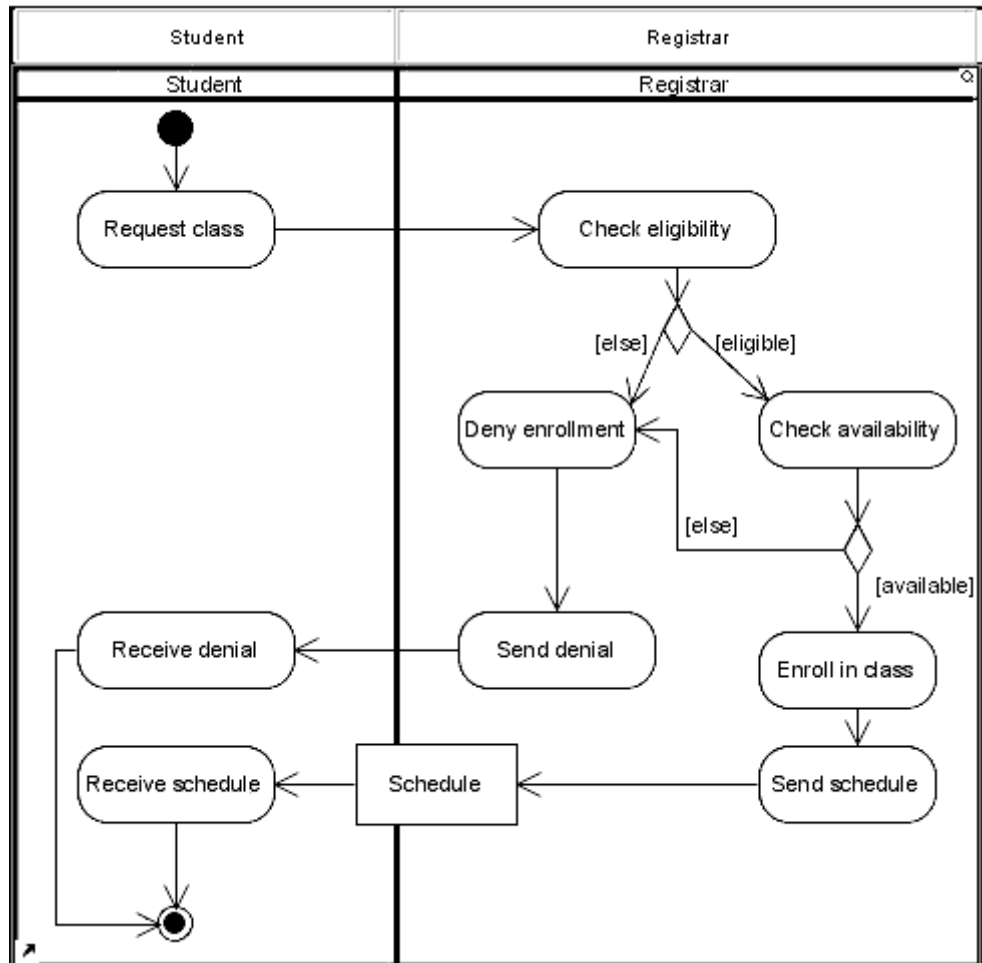 Student
Registrar
Student
Registrar
Request class
Check eligibility
[else]
[eligible]
Deny enrollment
Check availability
[else]
[available]
Receive denial
Send denial
Enroll in class
Receive schedule
Schedule
Send schedule